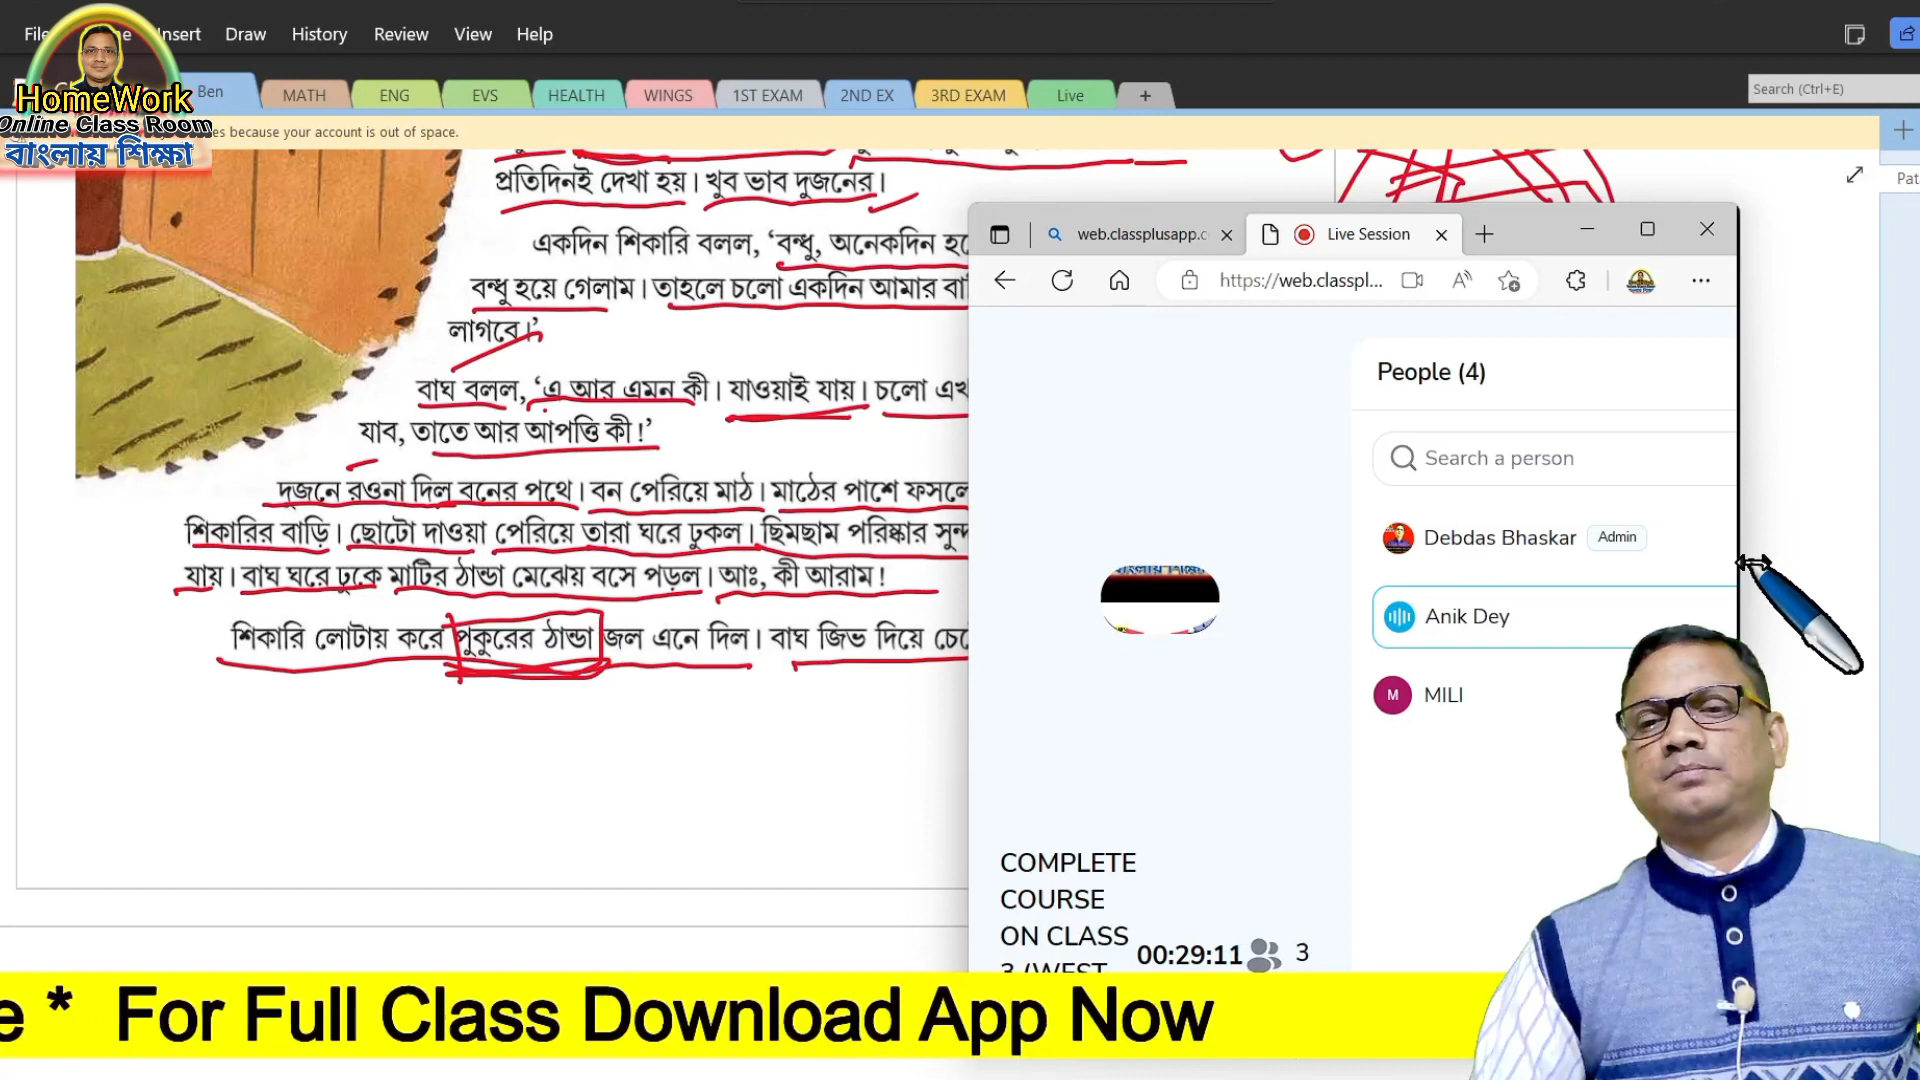 File Home Insert Draw History Review View Help
HomeWork
Online Class Room
বাংলায় শিক্ষা
Ben MATH ENG EVS HEALTH WINGS 1ST EXAM 2ND EX 3RD EXAM Live +
Search (Ctrl+E)
because your account is out of space.
প্রতিদিনই দেখা হয়। খুব ভাব দুজনের।
একদিন শিকারি বলল, ‘বন্ধু, অনেকদিন
বন্ধু হয়ে গেলাম। তাহলে চলো একদিন আমার
লাগবে।’
বাঘ বলল, ‘এ আর এমন কী। যাওয়াই যায়। চলো
যাব, তাতে আর আপত্তি কী!’
দুজনে রওনা দিল বনের পথে। বন পেরিয়ে মাঠ। মাঠের পাশে
শিকারির বাড়ি। ছোটো দাওয়া পেরিয়ে তারা ঘরে ঢুকল। ছিমছাম পরিষ্কার
যায়। বাঘ ঘরে ঢুকে মাটির ঠান্ডা মেঝেয় বসে পড়ল। আঃ, কী আরাম!
শিকারি লোটায় করে পুকুরের ঠান্ডা জল এনে দিল। বাঘ জিভ দিয়ে
web.classplusapp.c
Live Session
https://web.classpl...
People (4)
Search a person
Debdas Bhaskar Admin
Anik Dey
M MILI
COMPLETE
COURSE
ON CLASS
3 (WEST
00:29:11 3
e * For Full Class Download App Now